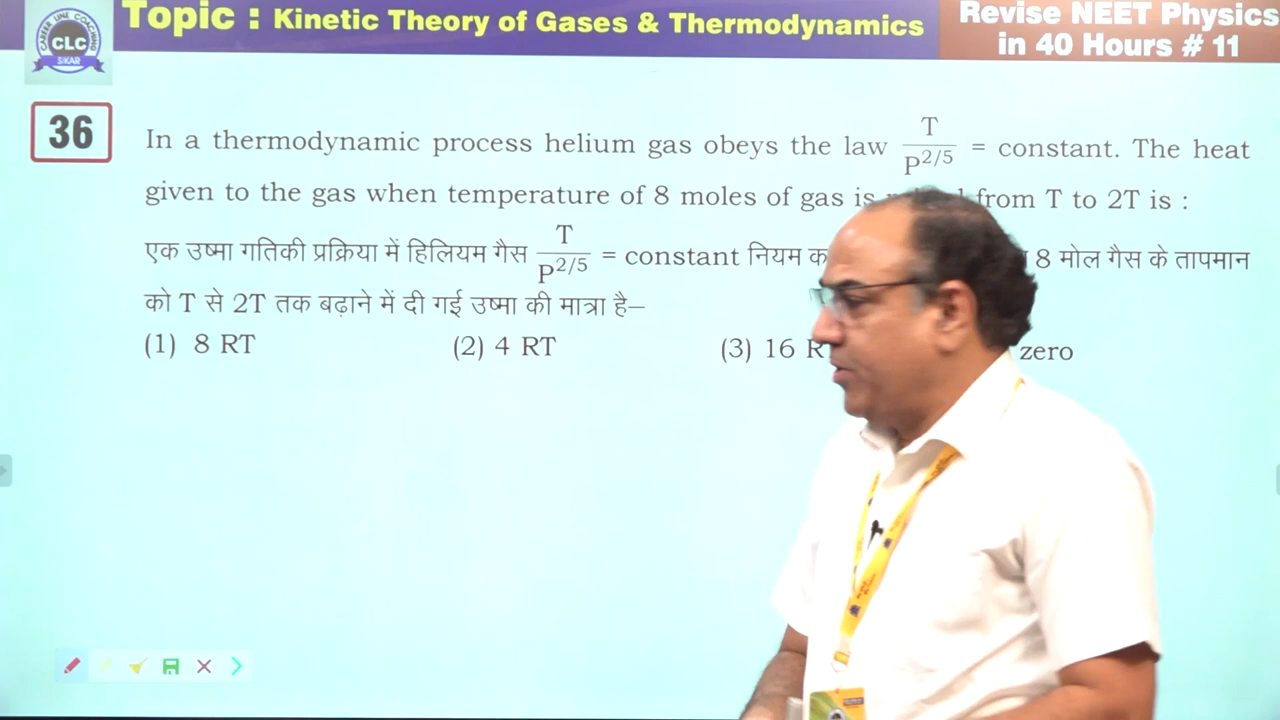 Topic : Kinetic Theory of Gases & Thermodynamics
Revise NEET Physics
in 40 Hours # 11
CAREER LINE COACHING
CLC
SIKAR
36
In a thermodynamic process helium gas obeys the law T/P^2/5 = constant. The heat
given to the gas when temperature of 8 moles of gas is from T to 2T is :
एक उष्मा गतिकी प्रक्रिया में हिलियम गैस T/P^2/5 = constant नियम 8 मोल गैस के तापमान
को T से 2T तक बढ़ाने में दी गई उष्मा की मात्रा है–
(1) 8 RT (2) 4 RT (3) 16 R zero